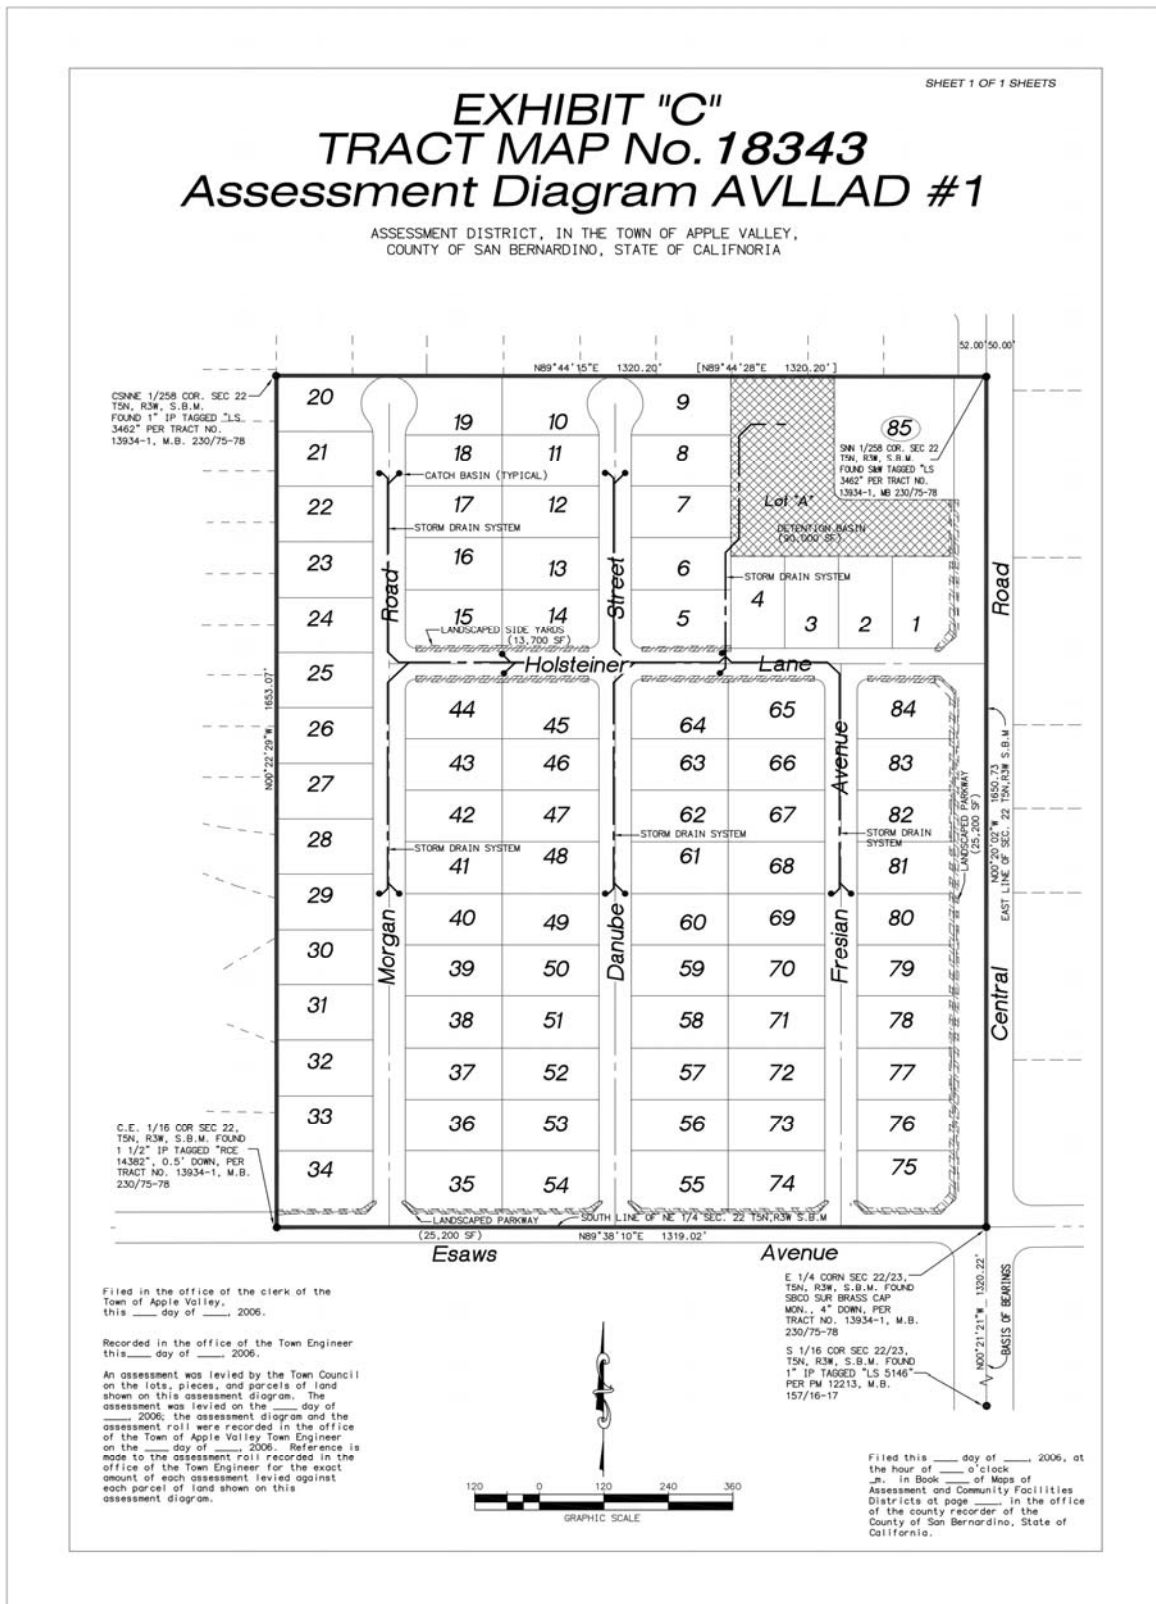 SHEET 1 OF 1 SHEETS
EXHIBIT "C"
TRACT MAP No. 18343
Assessment Diagram AVLLAD #1
ASSESSMENT DISTRICT, IN THE TOWN OF APPLE VALLEY,
COUNTY OF SAN BERNARDINO, STATE OF CALIFNORIA
52.00'50.00'
N89°44'15"E 1320.20' [N89°44'28"E 1320.20']
CSNNE 1/258 COR. SEC 22
T5N, R3W, S.B.M.
FOUND 1" IP TAGGED "LS
3462" PER TRACT NO.
13934-1, M.B. 230/75-78
20
19
10
9
85
21
18
11
8
SNN 1/258 COR. SEC 22
T5N, R3W, S.B.M.
FOUND S&W TAGGED "LS
3462" PER TRACT NO.
13934-1, MB 230/75-78
CATCH BASIN (TYPICAL)
22
17
12
7
Lot "A"
STORM DRAIN SYSTEM
DETENTION BASIN
(90,000 SF)
23
16
13
6
STORM DRAIN SYSTEM
Road
Street
Road
24
15
14
5
4
3
2
1
LANDSCAPED SIDE YARDS
(13,700 SF)
Holsteiner
Lane
25
N00°22'29"W 1653.07'
44
45
64
65
84
26
43
46
63
66
83
27
Avenue
42
47
62
67
82
28
STORM DRAIN SYSTEM
STORM DRAIN
SYSTEM
STORM DRAIN SYSTEM
41
48
61
68
81
LANDSCAPED PARKWAY
(25,200 SF)
N00°20'02"W 1650.73
EAST LINE OF SEC. 22 T5N,R3W S.B.M
29
40
49
60
69
80
30
Morgan
Danube
Fresian
Central
39
50
59
70
79
31
38
51
58
71
78
32
37
52
57
72
77
33
36
53
56
73
76
34
35
54
55
74
75
C.E. 1/16 COR SEC 22,
T5N, R3W, S.B.M. FOUND
1 1/2" IP TAGGED "RCE
14382", 0.5' DOWN, PER
TRACT NO. 13934-1, M.B.
230/75-78
LANDSCAPED PARKWAY
(25,200 SF)
SOUTH LINE OF NE 1/4 SEC. 22 T5N,R3W S.B.M
N89°38'10"E 1319.02'
Esaws
Avenue
E 1/4 CORN SEC 22/23,
T5N, R3W, S.B.M. FOUND
SBCO SUR BRASS CAP
MON., 4" DOWN, PER
TRACT NO. 13934-1, M.B.
230/75-78
S 1/16 COR SEC 22/23,
T5N, R3W, S.B.M. FOUND
1" IP TAGGED "LS 5146"
PER PM 12213, M.B.
157/16-17
N00°21'21"W 1320.22'
BASIS OF BEARINGS
Filed in the office of the clerk of the
Town of Apple Valley,
this ____ day of ____, 2006.
Recorded in the office of the Town Engineer
this____ day of ____, 2006.
An assessment was levied by the Town Council
on the lots, pieces, and parcels of land
shown on this assessment diagram. The
assessment was levied on the ____ day of
____, 2006; the assessment diagram and the
assessment roll were recorded in the office
of the Town of Apple Valley Town Engineer
on the ____ day of ____, 2006. Reference is
made to the assessment roll recorded in the
office of the Town Engineer for the exact
amount of each assessment levied against
each parcel of land shown on this
assessment diagram.
120 0 120 240 360
GRAPHIC SCALE
Filed this ____ day of ____, 2006, at
the hour of ____ o'clock
_m. in Book ____ of Maps of
Assessment and Community Facilities
Districts at page ____, in the office
of the county recorder of the
County of San Bernardino, State of
California.